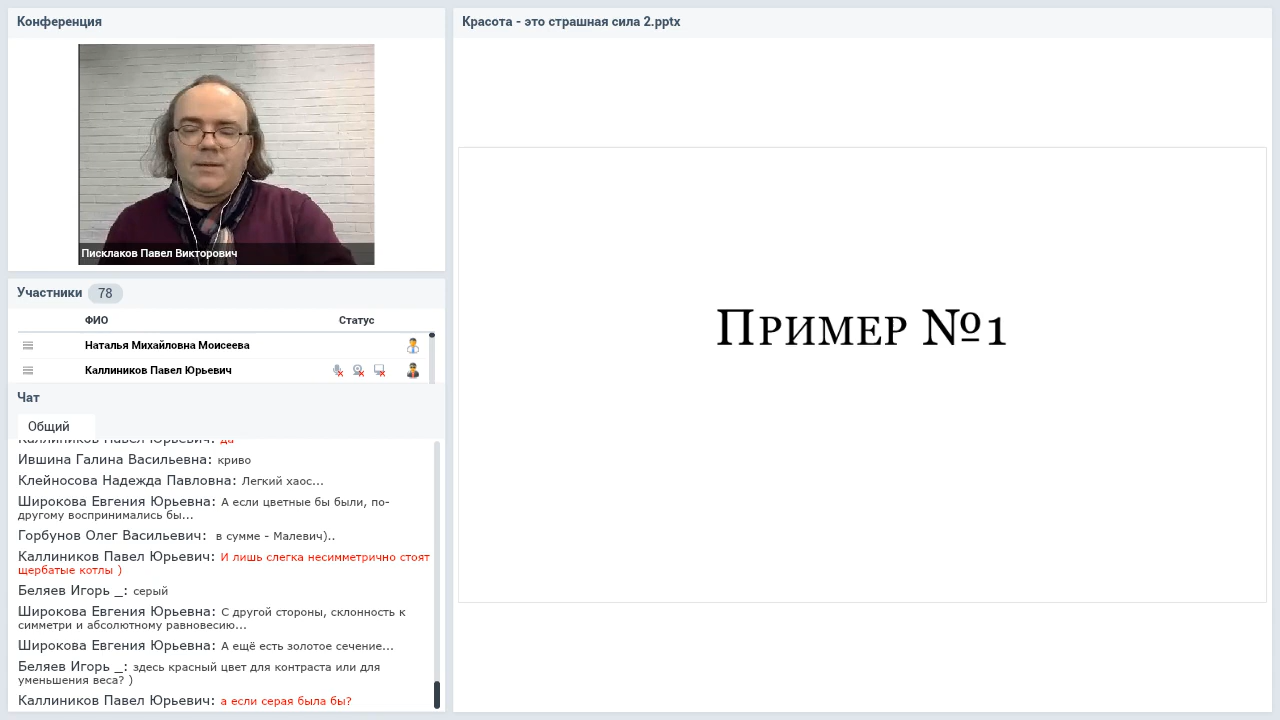 Конференция
Писклаков Павел Викторович
Участники 78
ФИО Статус
Наталья Михайловна Моисеева
Каллиников Павел Юрьевич
Чат
Общий
Каллиников Павел Юрьевич: да
Ившина Галина Васильевна: криво
Клейносова Надежда Павловна: Легкий хаос...
Широкова Евгения Юрьевна: А если цветные бы были, по-
другому воспринимались бы...
Горбунов Олег Васильевич: в сумме - Малевич)..
Каллиников Павел Юрьевич: И лишь слегка несимметрично стоят
щербатые котлы )
Беляев Игорь _: серый
Широкова Евгения Юрьевна: С другой стороны, склонность к
симметри и абсолютному равновесию...
Широкова Евгения Юрьевна: А ещё есть золотое сечение...
Беляев Игорь _: здесь красный цвет для контраста или для
уменьшения веса? )
Каллиников Павел Юрьевич: а если серая была бы?
Красота - это страшная сила 2.pptx
Пример №1